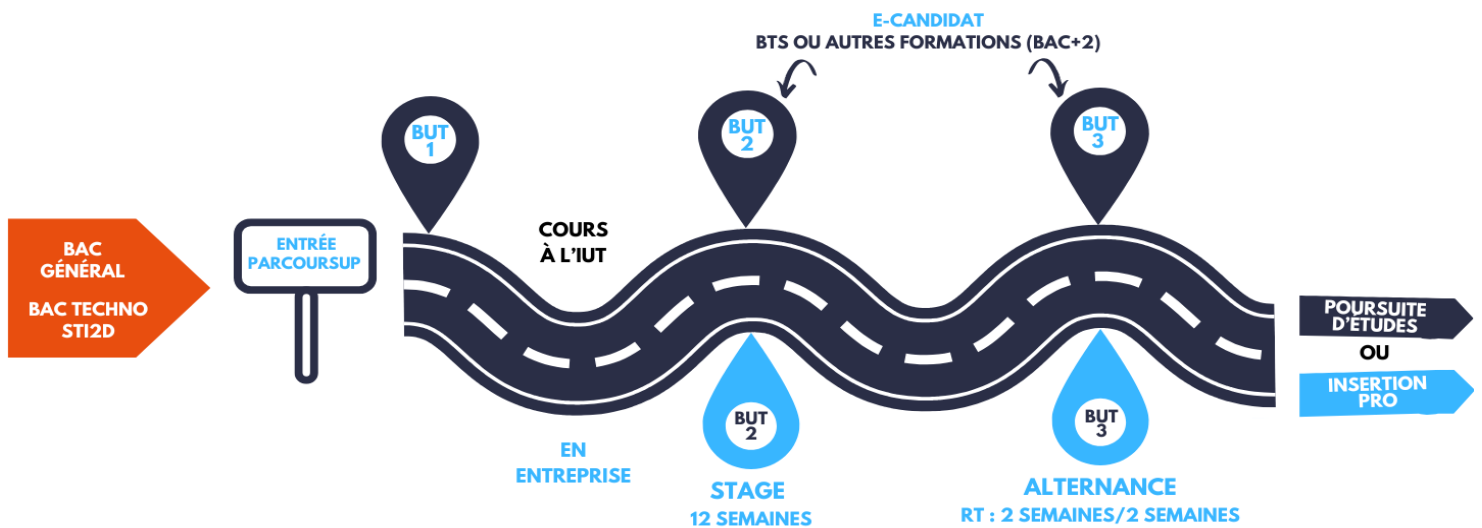 E-CANDIDAT
BTS OU AUTRES FORMATIONS (BAC+2)
BUT
1
BUT
2
BUT
3
BAC
GÉNÉRAL
BAC TECHNO
STI2D
ENTRÉE
PARCOURSUP
COURS
À L'IUT
POURSUITE
D'ÉTUDES
OU
INSERTION
PRO
EN
ENTREPRISE
BUT
2
STAGE
12 SEMAINES
BUT
3
ALTERNANCE
RT : 2 SEMAINES/2 SEMAINES